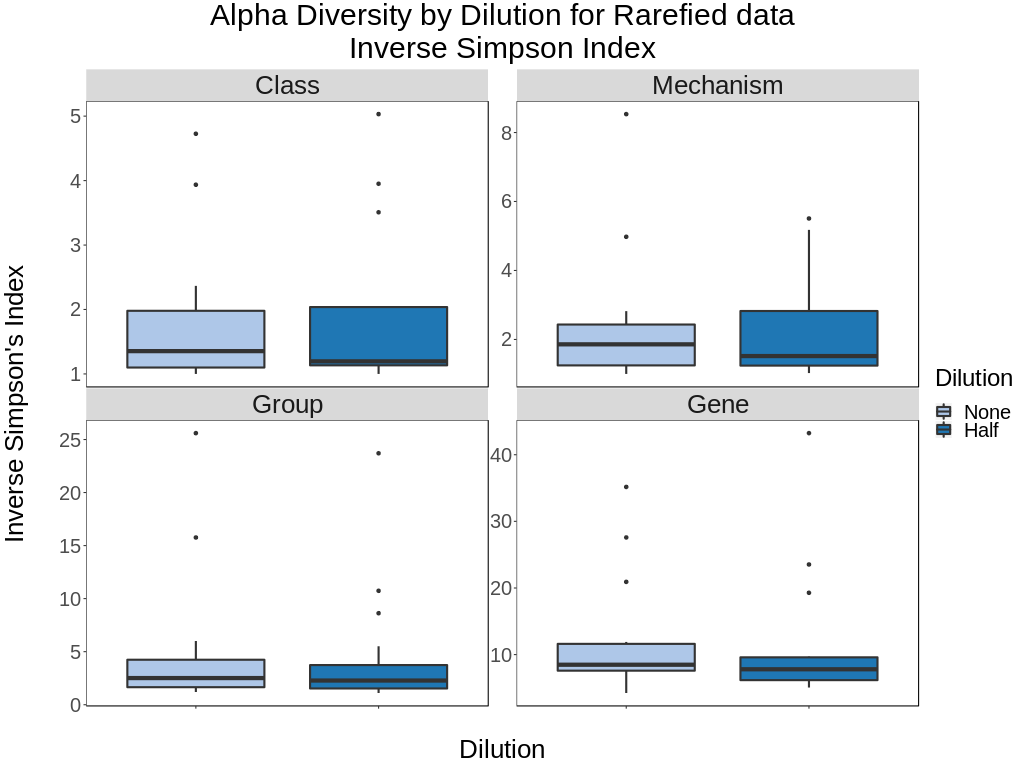 Alpha Diversity by Dilution for Rarefied data
Inverse Simpson Index
Class
Mechanism
5
4
3
2
1
8
6
4
2
Group
Gene
25
20
15
10
5
0
40
30
20
10
Inverse Simpson's Index
Dilution
Dilution
None
Half